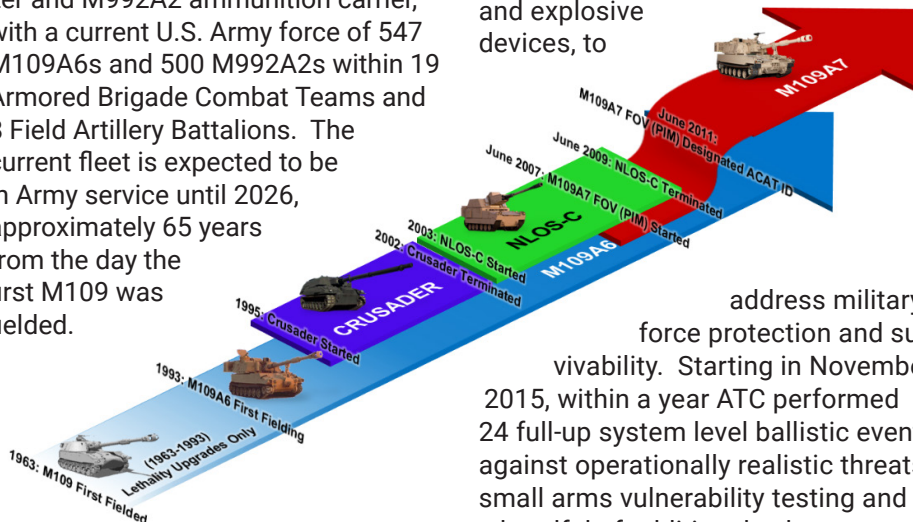 and M992A2 ammunition carrier,
with a current U.S. Army force of 547
M109A6s and 500 M992A2s within 19
Armored Brigade Combat Teams and
Field Artillery Battalions. The
current fleet is expected to be
in Army service until 2026,
approximately 65 years
from the day the
first M109 was
fielded.
and explosive
devices, to
M109A7
M109A7 FOV (PIM) Designated ACAT ID
June 2011:
June 2009: NLOS-C Terminated
June 2007: M109A7 FOV (PIM) Started
NLOS-C
M109A6
2003: NLOS-C Started
2002: Crusader Terminated
CRUSADER
1995: Crusader Started
1993: M109A6 First Fielding
(1963-1993)
Lethality Upgrades Only
1963: M109 First Fielded
address military
force protection and su
vivability. Starting in Novembe
2015, within a year ATC performed
24 full-up system level ballistic even
against operationally realistic threats
small arms vulnerability testing and